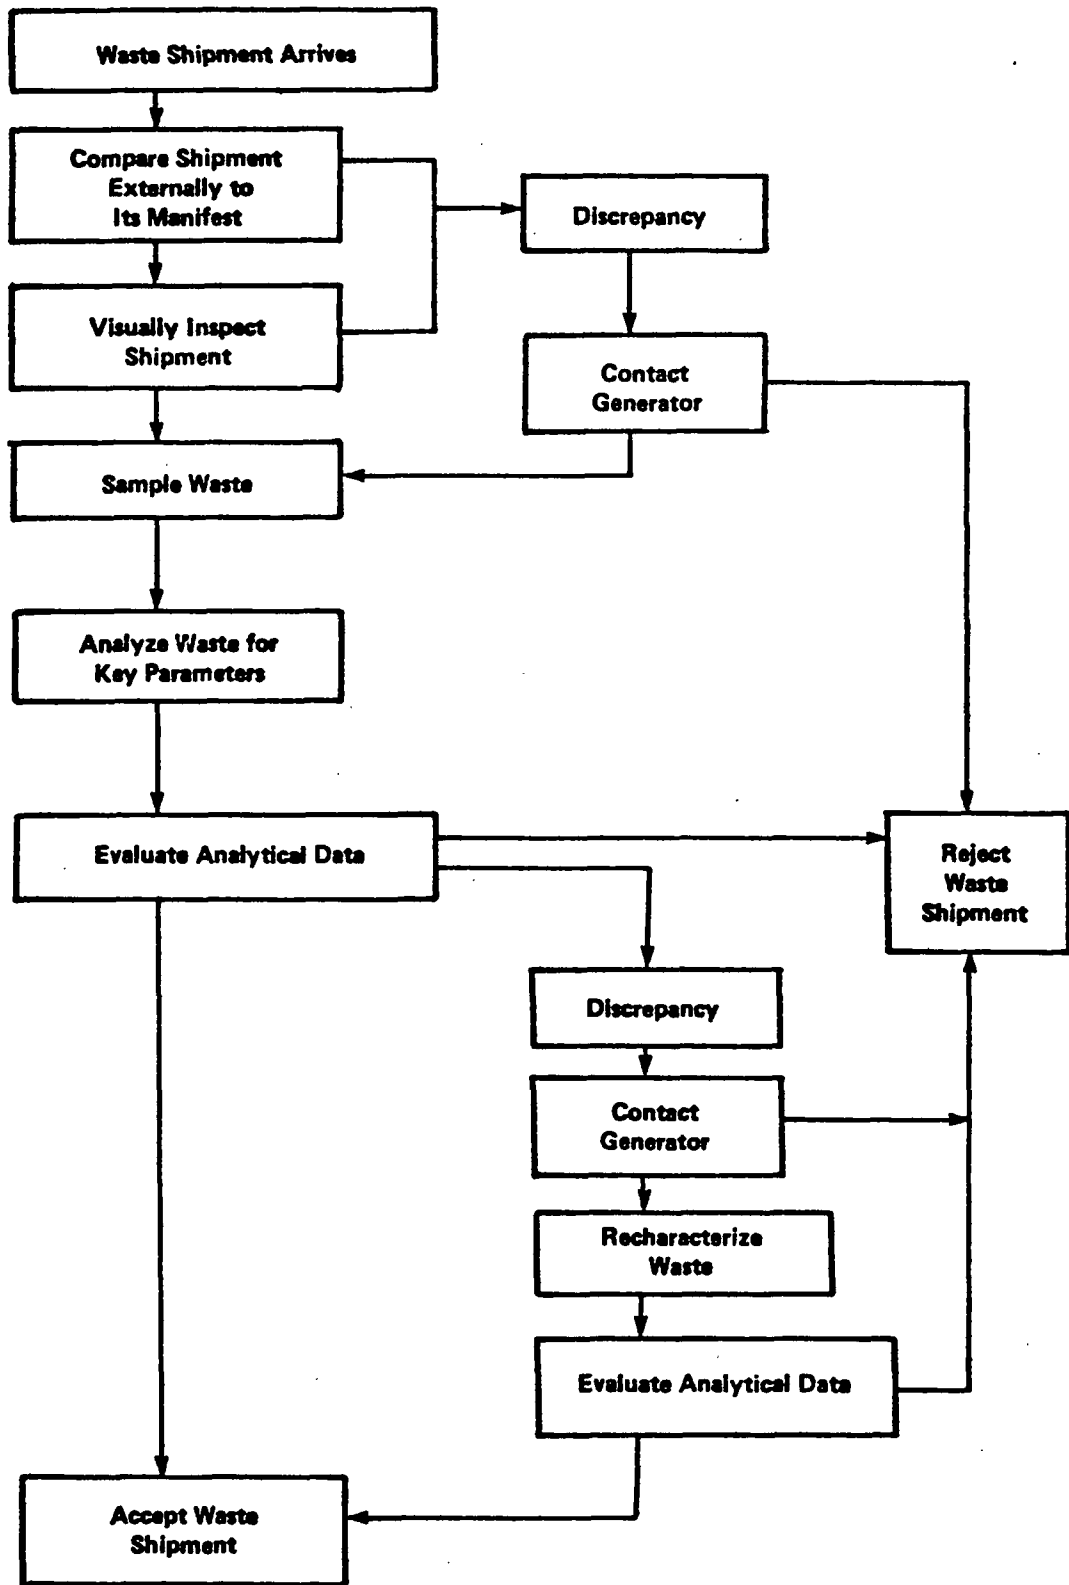 Waste Shipment Arrives
Compare Shipment
Externally to
Its Manifest
Discrepancy
Visually Inspect
Shipment
Contact
Generator
Sample Waste
Analyze Waste for
Key Parameters
Evaluate Analytical Data
Reject
Waste
Shipment
Discrepancy
Contact
Generator
Recharacterize
Waste
Evaluate Analytical Data
Accept Waste
Shipment